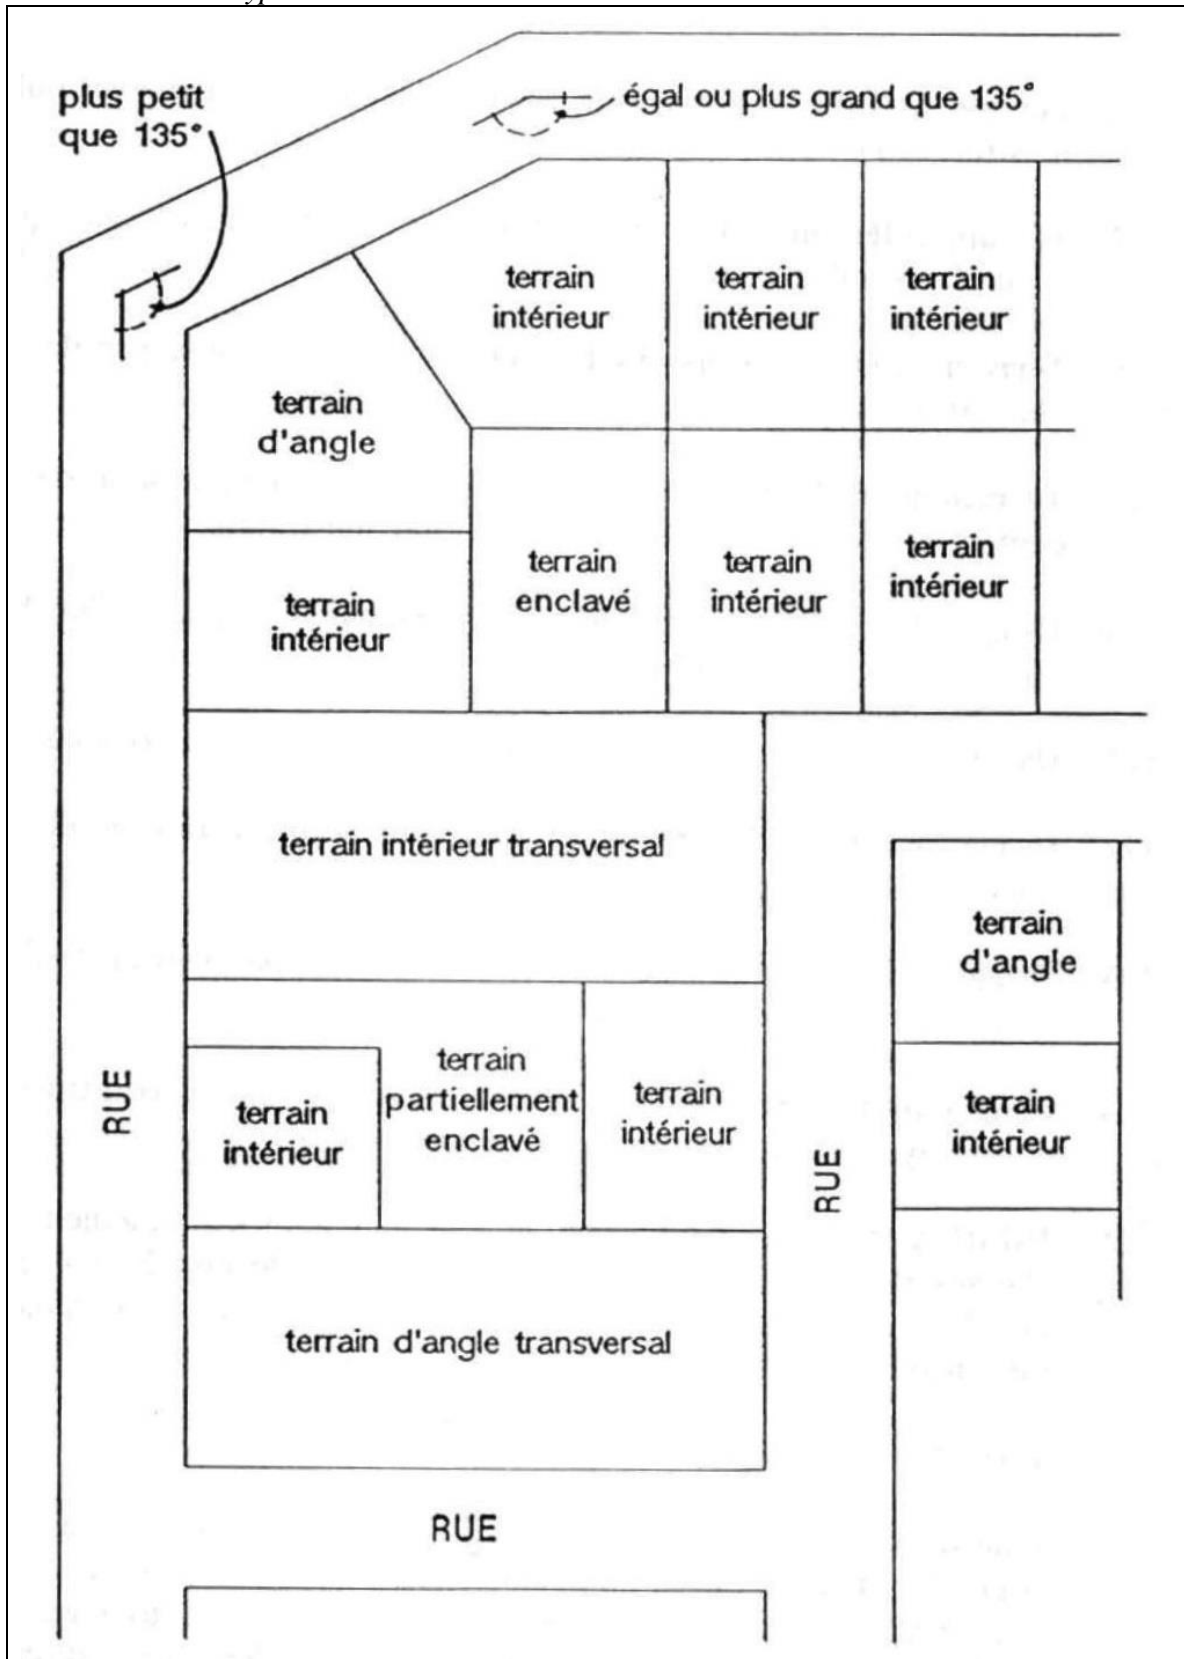 plus petit
que 135°
égal ou plus grand que 135°
terrain
intérieur
terrain
intérieur
terrain
intérieur
terrain
d'angle
terrain
enclavé
terrain
intérieur
terrain
intérieur
terrain
intérieur
terrain intérieur transversal
terrain
d'angle
RUE
terrain
intérieur
terrain
partiellement
enclavé
terrain
intérieur
RUE
terrain
intérieur
terrain d'angle transversal
RUE